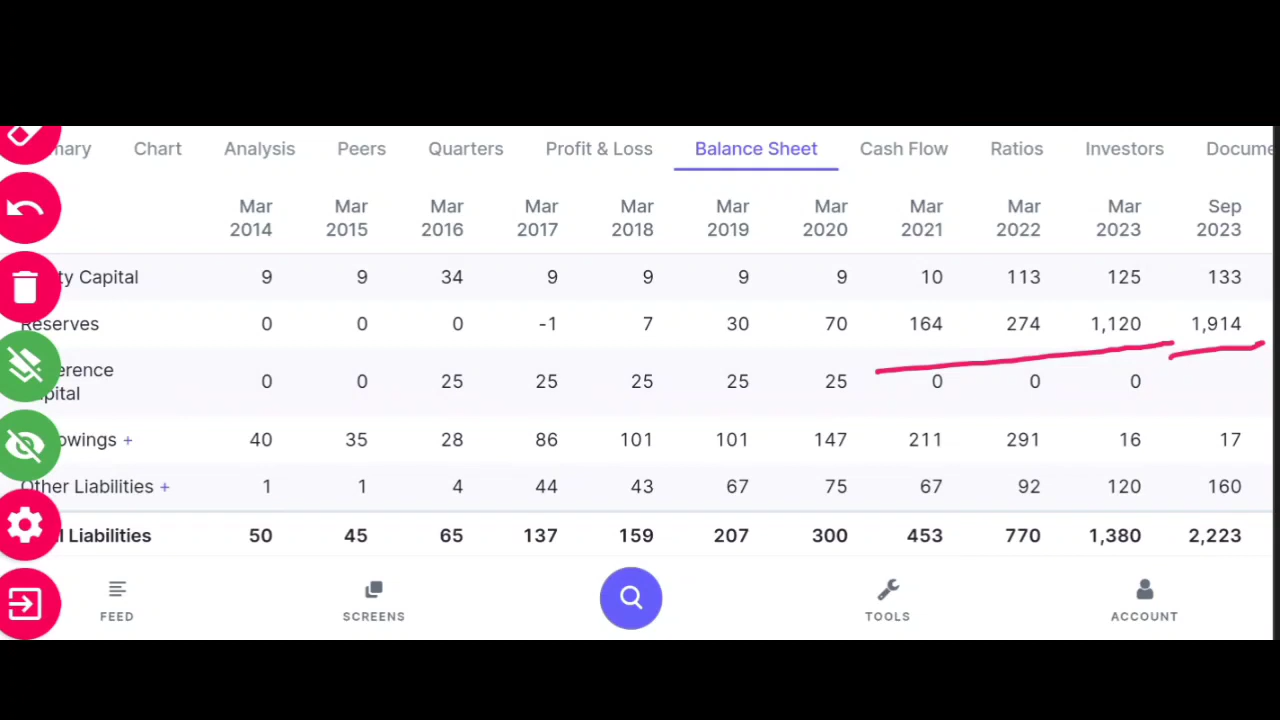 mary Chart Analysis Peers Quarters Profit & Loss Balance Sheet Cash Flow Ratios Investors Docume
Mar Mar Mar Mar Mar Mar Mar Mar Mar Mar Sep
2014 2015 2016 2017 2018 2019 2020 2021 2022 2023 2023
ty Capital 9 9 34 9 9 9 9 10 113 125 133
Reserves 0 0 0 -1 7 30 70 164 274 1,120 1,914
erence
pital 0 0 25 25 25 25 25 0 0 0
owings + 40 35 28 86 101 101 147 211 291 16 17
Other Liabilities + 1 1 4 44 43 67 75 67 92 120 160
l Liabilities 50 45 65 137 159 207 300 453 770 1,380 2,223
FEED SCREENS TOOLS ACCOUNT